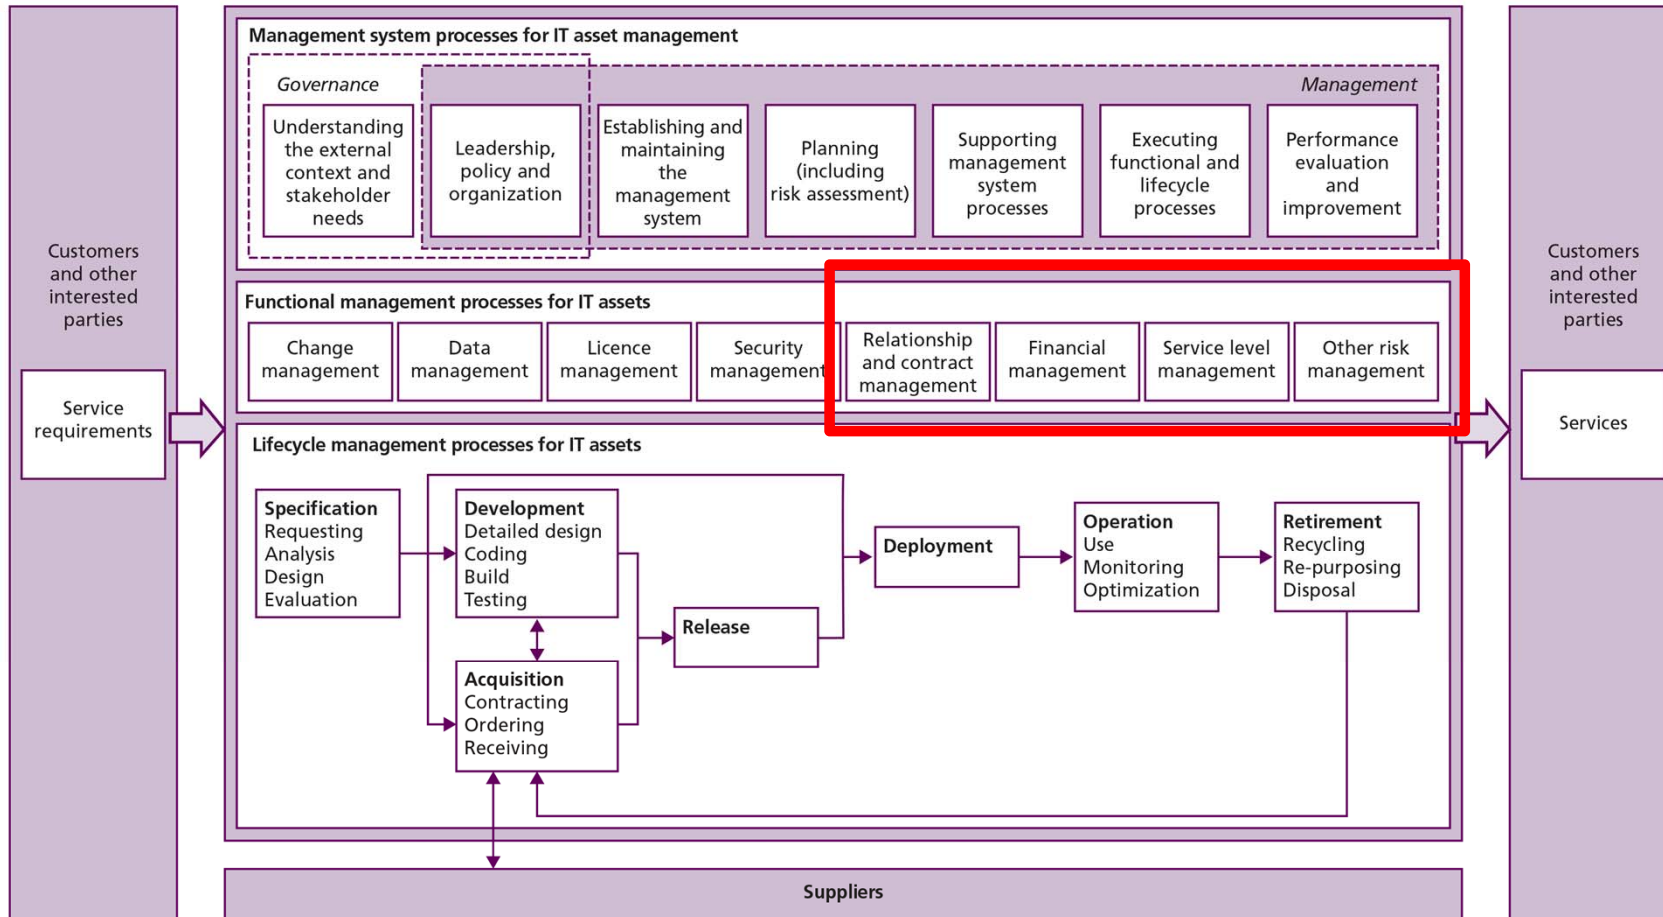 Customers
and other
interested
parties
Service
requirements
Management system processes for IT asset management
Governance
Management
Understanding
the external
context and
stakeholder
needs
Leadership,
policy and
organization
Establishing and
maintaining
the
management
system
Planning
(including
risk assessment)
Supporting
management
system
processes
Executing
functional and
lifecycle
processes
Performance
evaluation
and
improvement
Functional management processes for IT assets
Change
management
Data
management
Licence
management
Security
management
Relationship
and contract
management
Financial
management
Service level
management
Other risk
management
Lifecycle management processes for IT assets
Specification
Requesting
Analysis
Design
Evaluation
Development
Detailed design
Coding
Build
Testing
Acquisition
Contracting
Ordering
Receiving
Release
Deployment
Operation
Use
Monitoring
Optimization
Retirement
Recycling
Re-purposing
Disposal
Suppliers
Customers
and other
interested
parties
Services